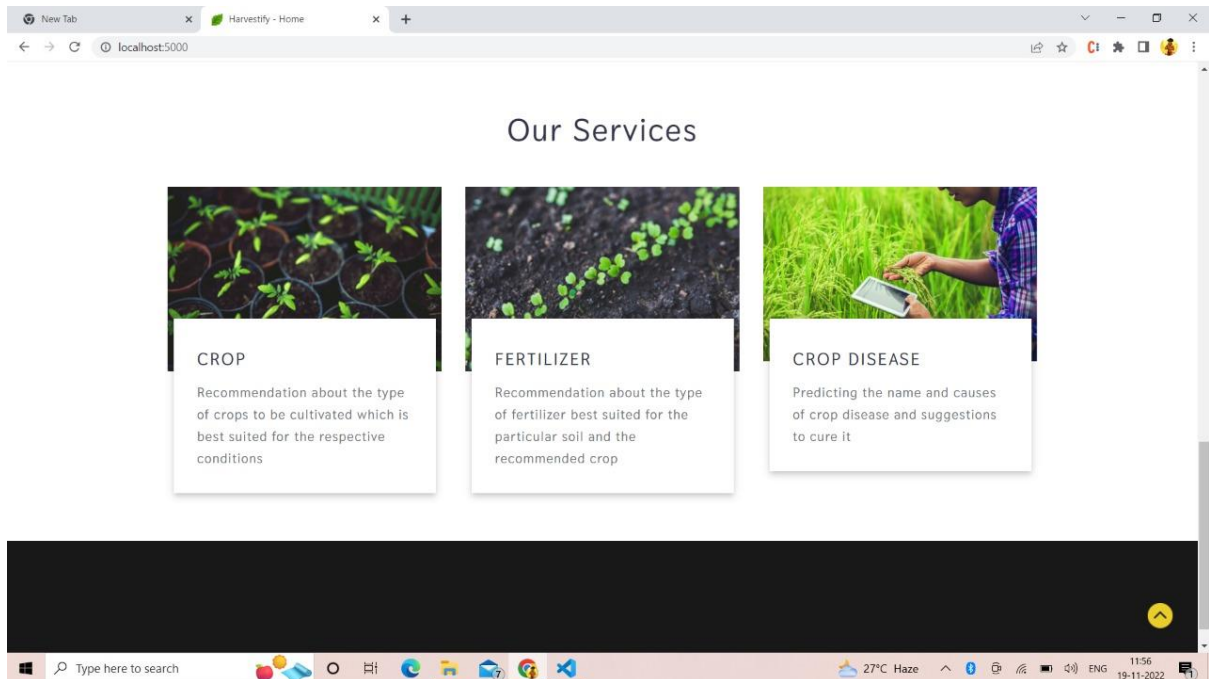 New Tab
Harvestify - Home
localhost:5000
Our Services
CROP
Recommendation about the type
of crops to be cultivated which is
best suited for the respective
conditions
FERTILIZER
Recommendation about the type
of fertilizer best suited for the
particular soil and the
recommended crop
CROP DISEASE
Predicting the name and causes
of crop disease and suggestions
to cure it
Type here to search
7
27°C Haze
ENG
11:56
19-11-2022
1